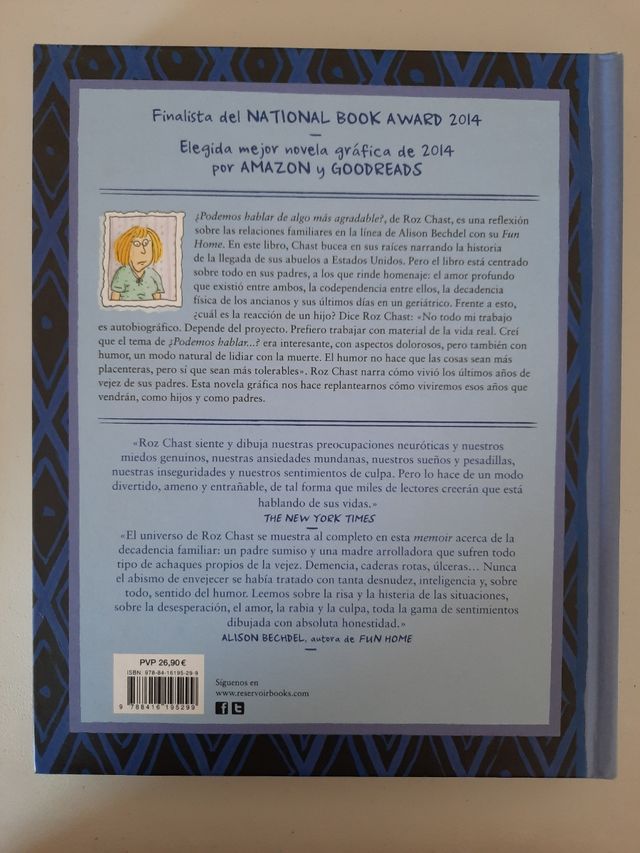 Finalista del NATIONAL BOOK AWARD 2014
Elegida mejor novela gráfica de 2014
por AMAZON y GOODREADS
¿Podemos hablar de algo más agradable?, de Roz Chast, es una reflexión
sobre las relaciones familiares en la línea de Alison Bechdel con su Fun
Home. En este libro, Chast bucea en sus raíces narrando la historia
de la llegada de sus abuelos a Estados Unidos. Pero el libro está centrado
sobre todo en sus padres, a los que rinde homenaje: el amor profundo
que existió entre ambos, la codependencia entre ellos, la decadencia
física de los ancianos y sus últimos días en un geriátrico. Frente a esto,
¿cuál es la reacción de un hijo? Dice Roz Chast: «No todo mi trabajo
es autobiográfico. Depende del proyecto. Prefiero trabajar con material de la vida real. Creí
que el tema de ¿Podemos hablar...? era interesante, con aspectos dolorosos, pero también con
humor, un modo natural de lidiar con la muerte. El humor no hace que las cosas sean más
placenteras, pero sí que sean más tolerables». Roz Chast narra cómo vivió los últimos años de
vejez de sus padres. Esta novela gráfica nos hace replantearnos cómo viviremos esos años que
vendrán, como hijos y como padres.
«Roz Chast siente y dibuja nuestras preocupaciones neuróticas y nuestros
miedos genuinos, nuestras ansiedades mundanas, nuestros sueños y pesadillas,
nuestras inseguridades y nuestros sentimientos de culpa. Pero lo hace de un modo
divertido, ameno y entrañable, de tal forma que miles de lectores creerán que está
hablando de sus vidas.»
THE NEW YORK TIMES
«El universo de Roz Chast se muestra al completo en esta memoir acerca de la
decadencia familiar: un padre sumiso y una madre arrolladora que sufren todo
tipo de achaques propios de la vejez. Demencia, caderas rotas, úlceras... Nunca
el abismo de envejecer se había tratado con tanta desnudez, inteligencia y, sobre
todo, sentido del humor. Leemos sobre la risa y la histeria de las situaciones,
sobre la desesperación, el amor, la rabia y la culpa, toda la gama de sentimientos
dibujada con absoluta honestidad.»
ALISON BECHDEL, autora de FUN HOME
PVP 26,90 €
ISBN: 978-84-16195-29-9
9 788416 195299
Síguenos en
www.reservoirbooks.com